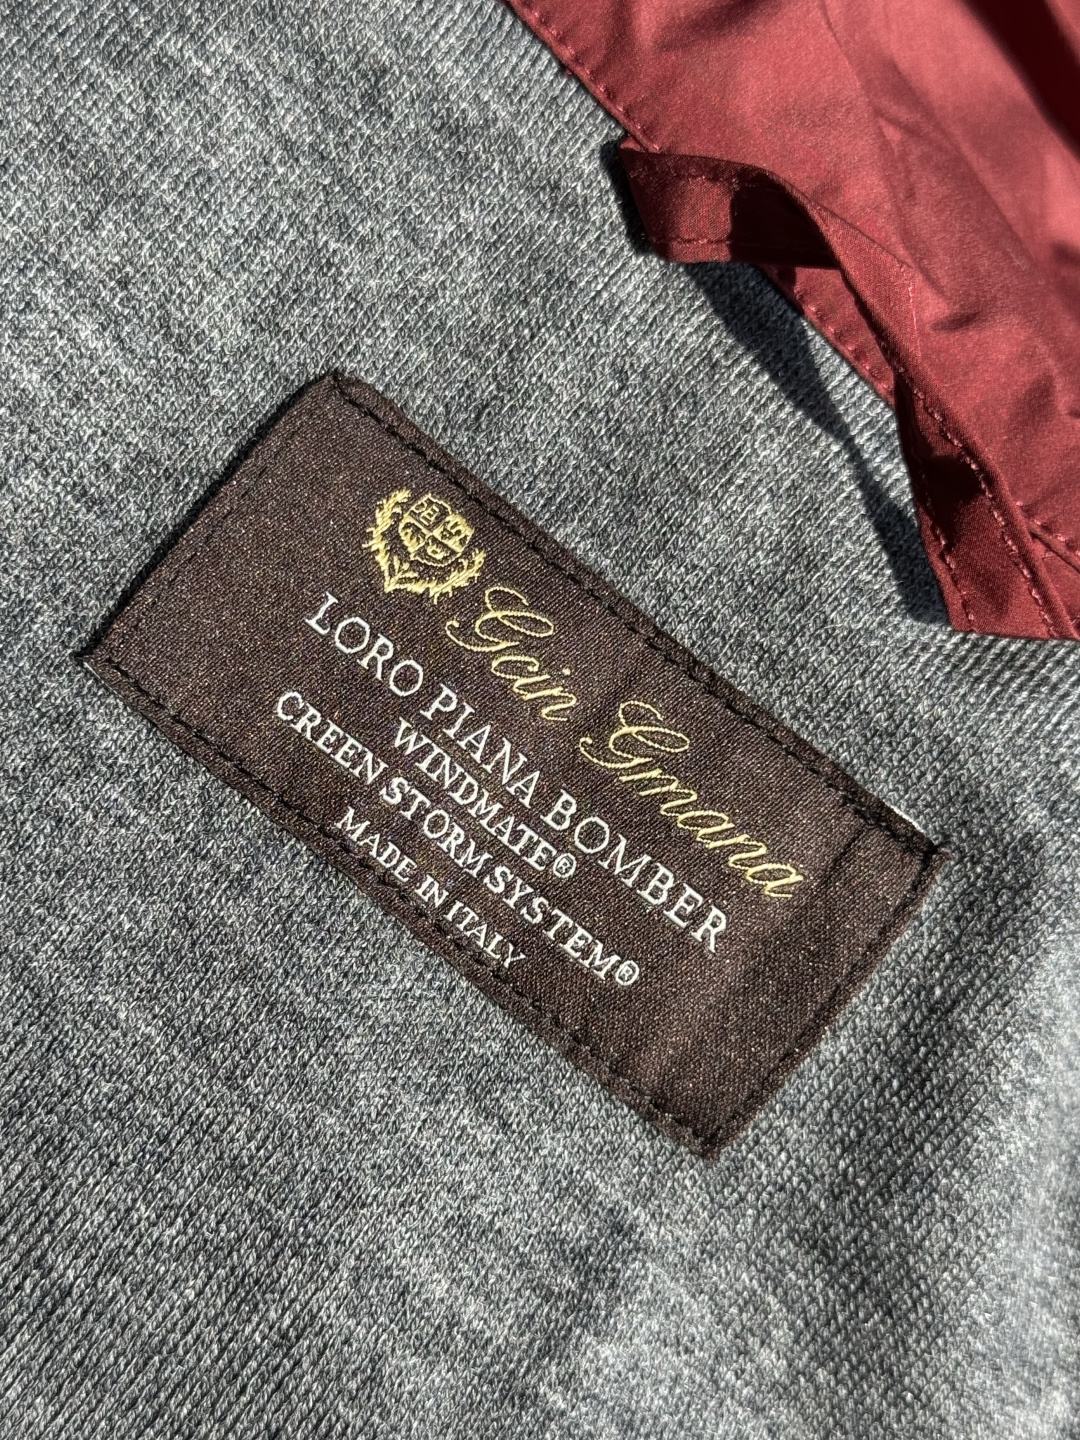 Gcin Gmana
LORO PIANA BOMBER
WINDMATE®
CREEN STORM SYSTEM®
MADE IN ITALY